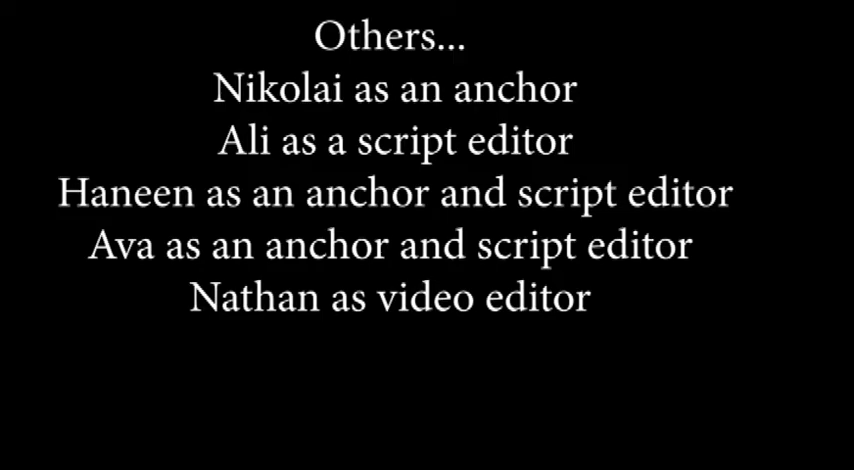 Others...
Nikolai as an anchor
Ali as a script editor
Haneen as an anchor and script editor
Ava as an anchor and script editor
Nathan as video editor